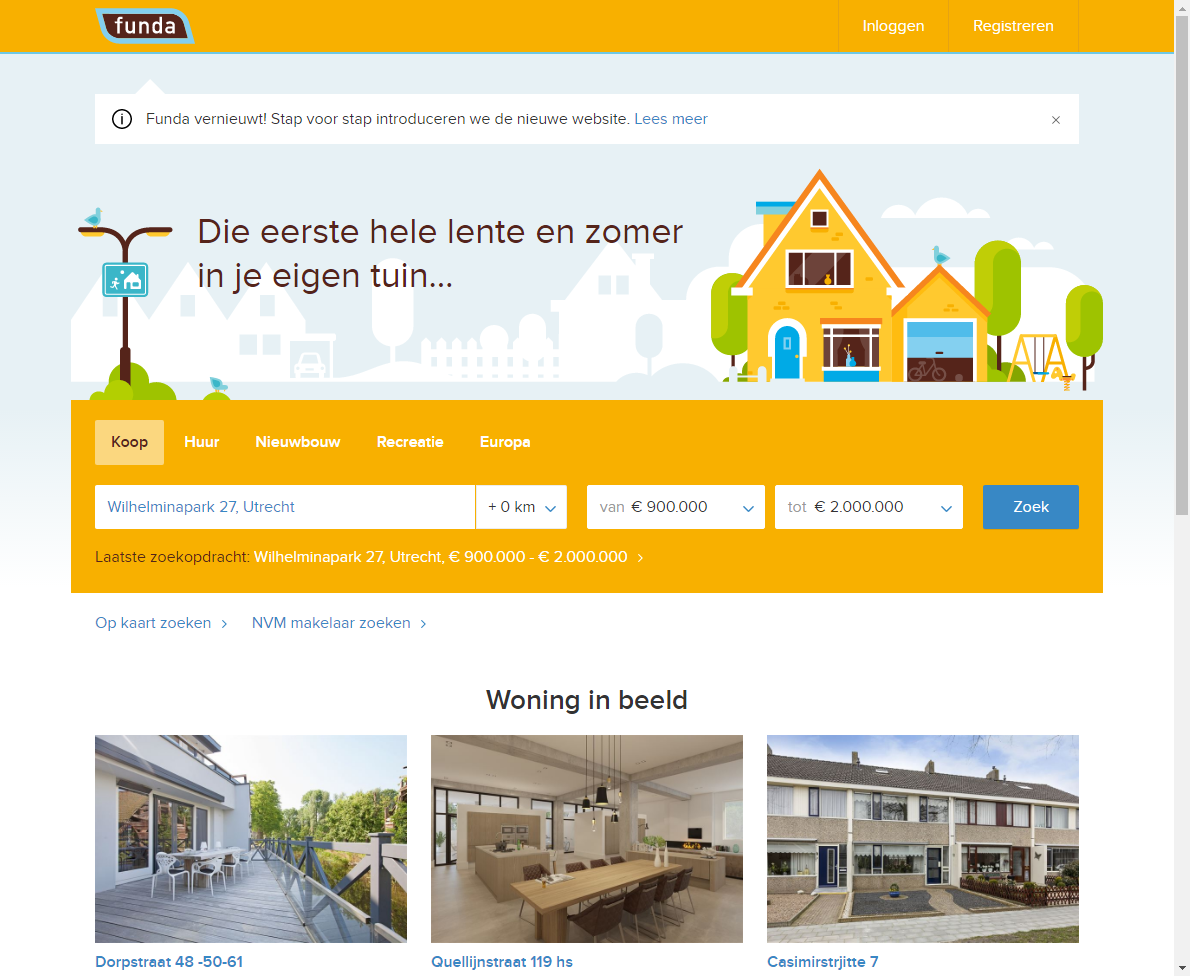 funda
Inloggen
Registreren
Funda vernieuwt! Stap voor stap introduceren we de nieuwe website. Lees meer
Die eerste hele lente en zomer
in je eigen tuin...
Koop
Huur
Nieuwbouw
Recreatie
Europa
Wilhelminapark 27, Utrecht
+ 0 km
van € 900.000
tot € 2.000.000
Zoek
Laatste zoekopdracht: Wilhelminapark 27, Utrecht, € 900.000 - € 2.000.000
Op kaart zoeken
NVM makelaar zoeken
Woning in beeld
Dorpstraat 48 -50-61
Quellijnstraat 119 hs
Casimirstrjitte 7